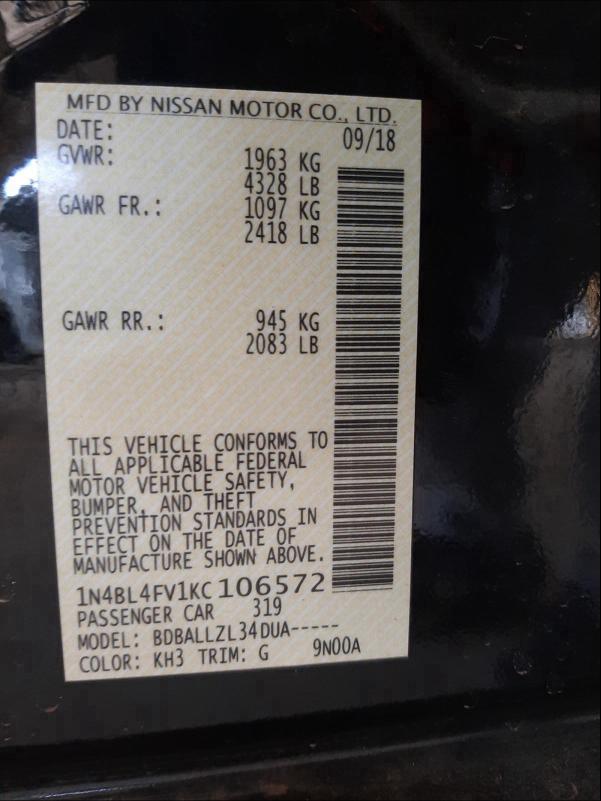 MFD BY NISSAN MOTOR CO., LTD.
DATE: 09/18
GVWR: 1963 KG
4328 LB
GAWR FR.: 1097 KG
2418 LB
GAWR RR.: 945 KG
2083 LB
THIS VEHICLE CONFORMS TO
ALL APPLICABLE FEDERAL
MOTOR VEHICLE SAFETY,
BUMPER, AND THEFT
PREVENTION STANDARDS IN
EFFECT ON THE DATE OF
MANUFACTURE SHOWN ABOVE.
1N4BL4FV1KC106572
PASSENGER CAR 319
MODEL: BDBALLZL34DUA-----
COLOR: KH3 TRIM: G 9N00A